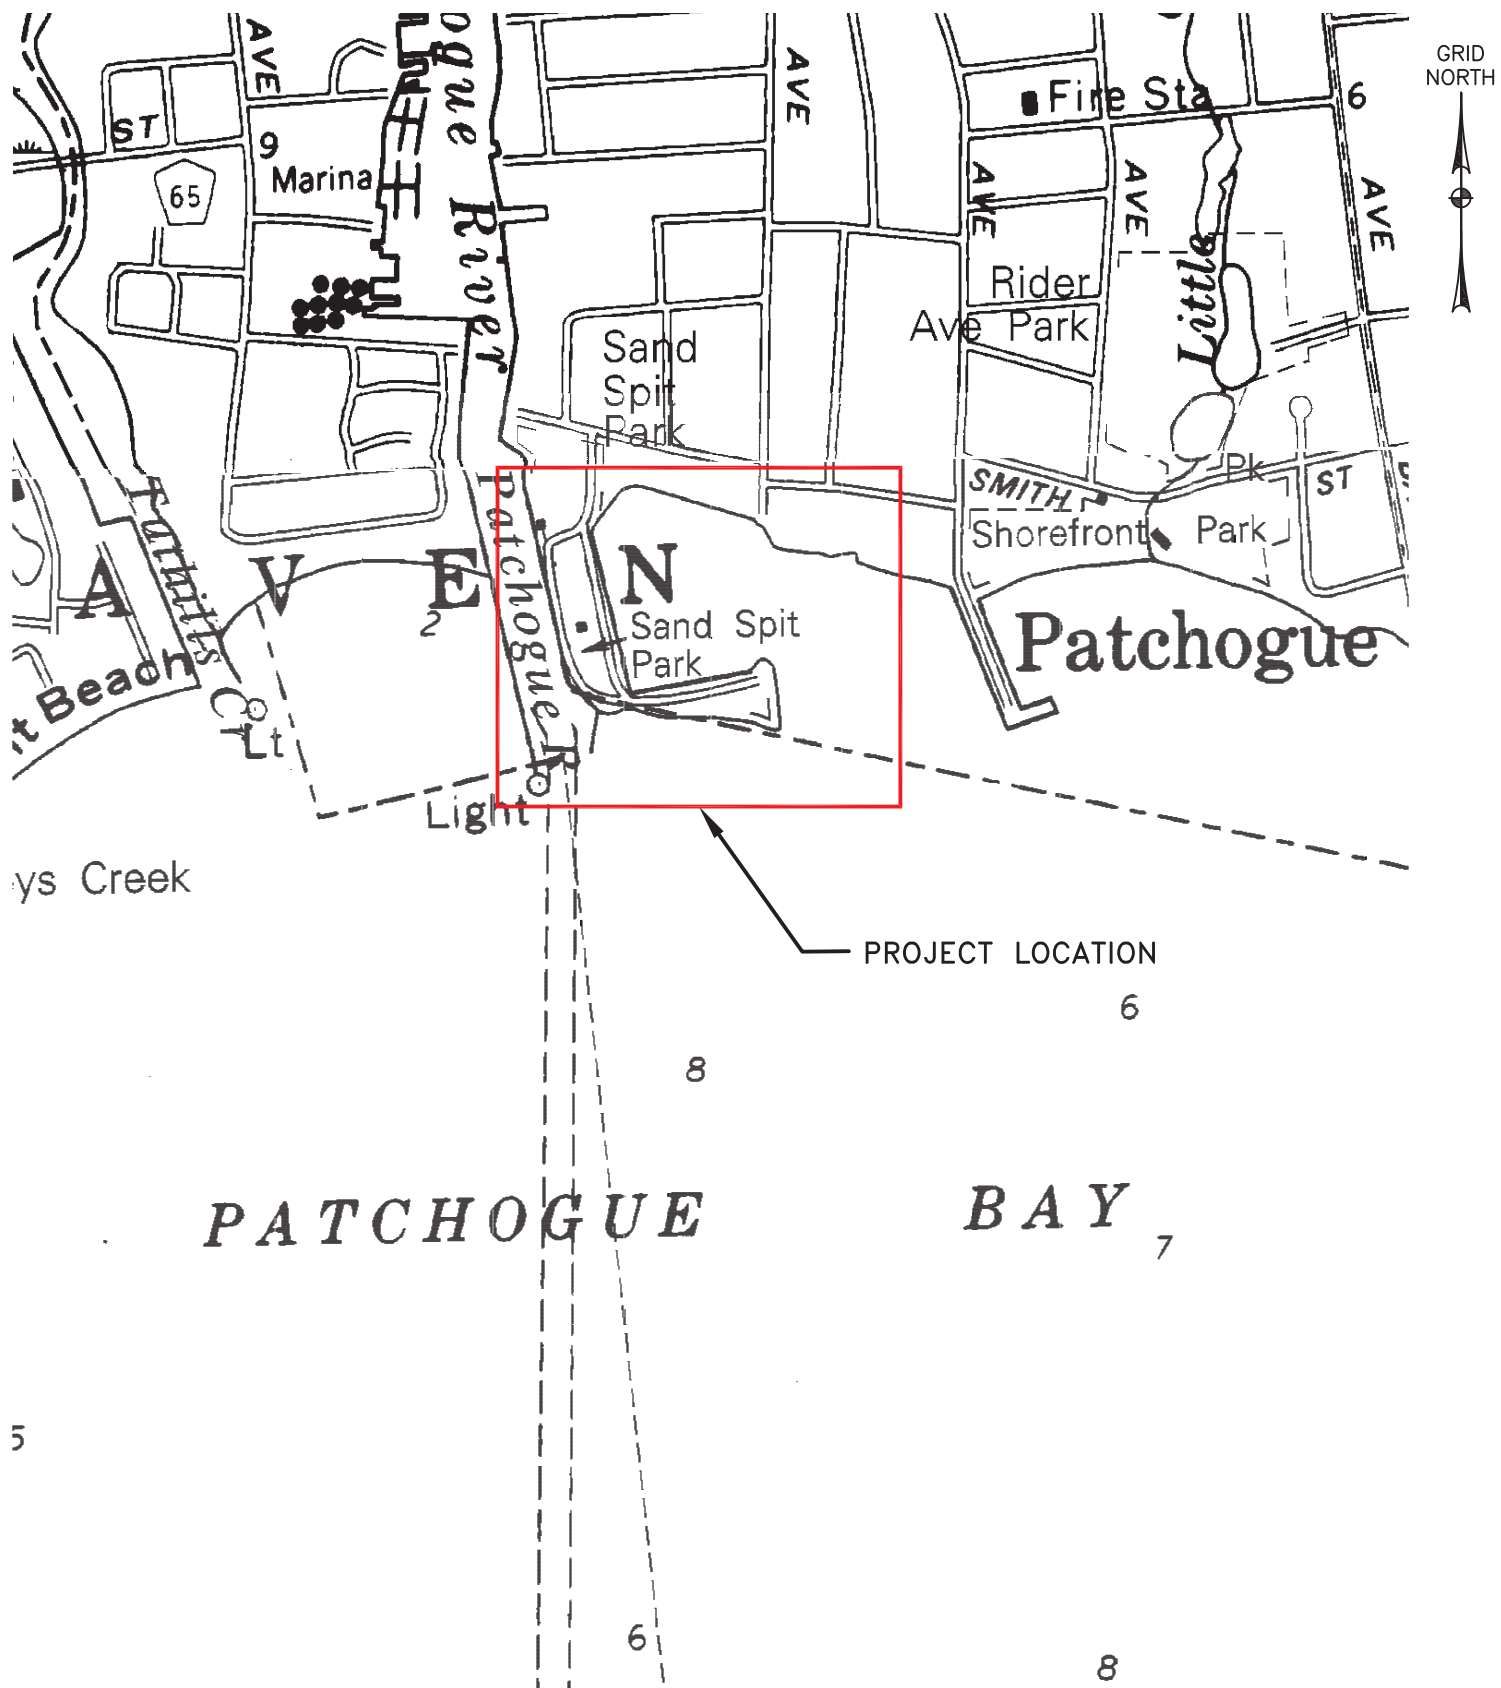 GRID
NORTH
AVE
ogue River
AVE
Fire Sta
6
ST
9
Marina
65
AVE
AVE
AVE
Rider
Ave Park
Little
Sand
Spit
Park
Pk
SMITH
ST
Shorefront Park
Tuthills Cr
Patchogue R
A V E N
2
Sand Spit
Park
Patchogue
t Beach
Lt
Light
ys Creek
PROJECT LOCATION
6
8
PATCHOGUE BAY
7
5
6
8